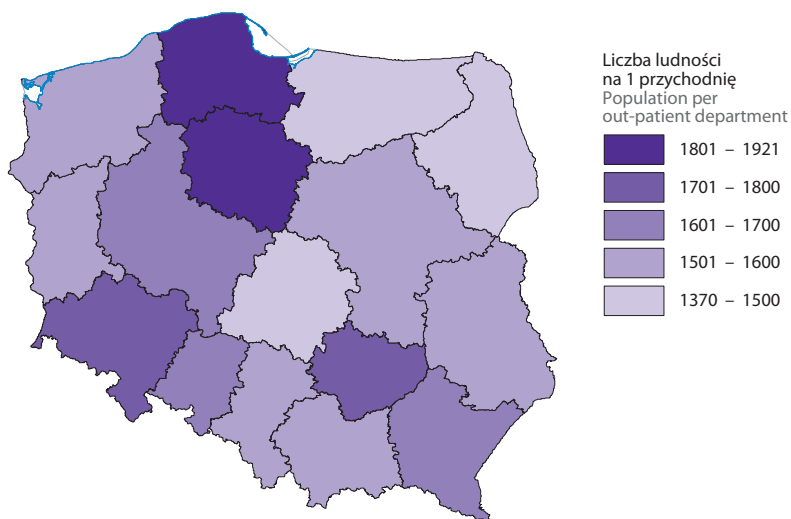 Liczba ludności
na 1 przychodnię
Population per
out-patient department
1801 – 1921
1701 – 1800
1601 – 1700
1501 – 1600
1370 – 1500